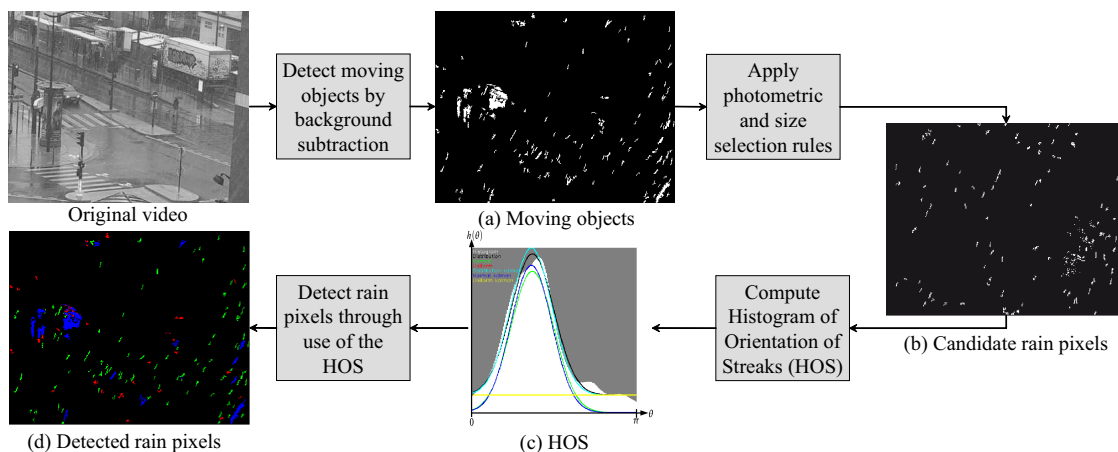 Detect moving
objects by
background
subtraction
Apply
photometric
and size
selection rules
Original video
(a) Moving objects
h(θ)
Distribution
0
π
θ
(c) HOS
Compute
Histogram of
Orientation of
Streaks (HOS)
(b) Candidate rain pixels
Detect rain
pixels through
use of the
HOS
(d) Detected rain pixels